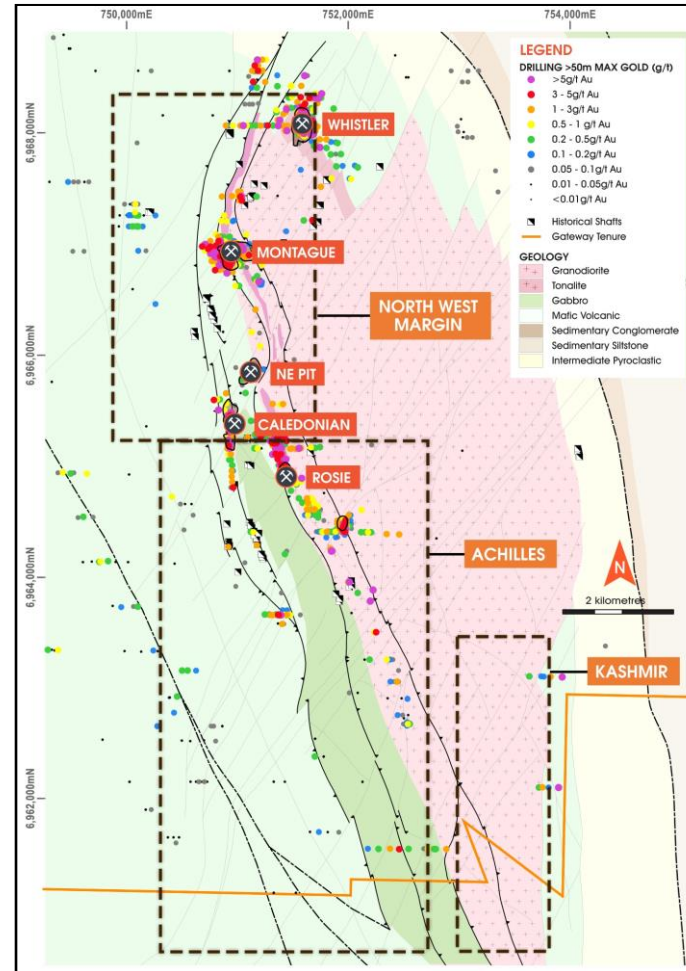 750,000mE
752,000mE
754,000mE
6,968,000mN
6,966,000mN
6,964,000mN
6,962,000mN
LEGEND
DRILLING >50m MAX GOLD (g/t)
>5g/t Au
3 - 5g/t Au
1 - 3g/t Au
0.5 - 1 g/t Au
0.2 - 0.5g/t Au
0.1 - 0.2g/t Au
0.05 - 0.1g/t Au
0.01 - 0.05g/t Au
<0.01g/t Au
Historical Shafts
Gateway Tenure
GEOLOGY
Granodiorite
Tonalite
Gabbro
Mafic Volcanic
Sedimentary Conglomerate
Sedimentary Siltstone
Intermediate Pyroclastic
WHISTLER
MONTAGUE
NORTH WEST
MARGIN
NE PIT
CALEDONIAN
ROSIE
ACHILLES
N
2 kilometres
KASHMIR